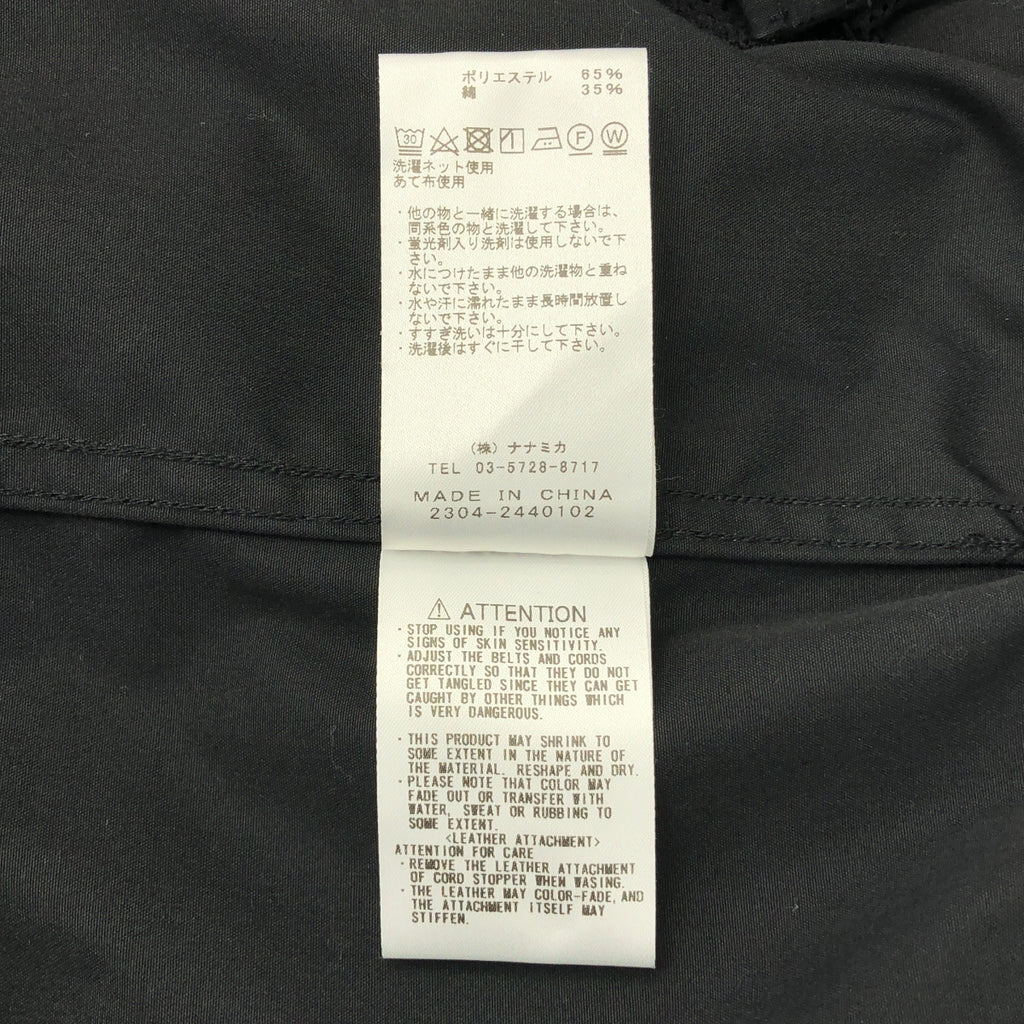 ポリエステル 65%
綿 35%
30 F W
洗濯ネット使用
あて布使用
・他の物と一緒に洗濯する場合は、
同系色の物と洗濯して下さい。
・蛍光剤入り洗剤は使用しないで下
さい。
・水につけたまま他の洗濯物と重ね
ないで下さい。
・水や汗に濡れたまま長時間放置し
ないで下さい。
・すすぎ洗いは十分にして下さい。
・洗濯後はすぐに干して下さい。
(株) ナナミカ
TEL 03-5728-8717
MADE IN CHINA
2304-2440102
⚠ ATTENTION
・STOP USING IF YOU NOTICE ANY
SIGNS OF SKIN SENSITIVITY.
・ADJUST THE BELTS AND CORDS
CORRECTLY SO THAT THEY DO NOT
GET TANGLED SINCE THEY CAN GET
CAUGHT BY OTHER THINGS WHICH
IS VERY DANGEROUS.
・THIS PRODUCT MAY SHRINK TO
SOME EXTENT IN THE NATURE OF
THE MATERIAL. RESHAPE AND DRY.
・PLEASE NOTE THAT COLOR MAY
FADE OUT OR TRANSFER WITH
WATER, SWEAT OR RUBBING TO
SOME EXTENT.
<LEATHER ATTACHMENT>
ATTENTION FOR CARE
・REMOVE THE LEATHER ATTACHMENT
OF CORD STOPPER WHEN WASING.
・THE LEATHER MAY COLOR-FADE, AND
THE ATTACHMENT ITSELF MAY
STIFFEN.